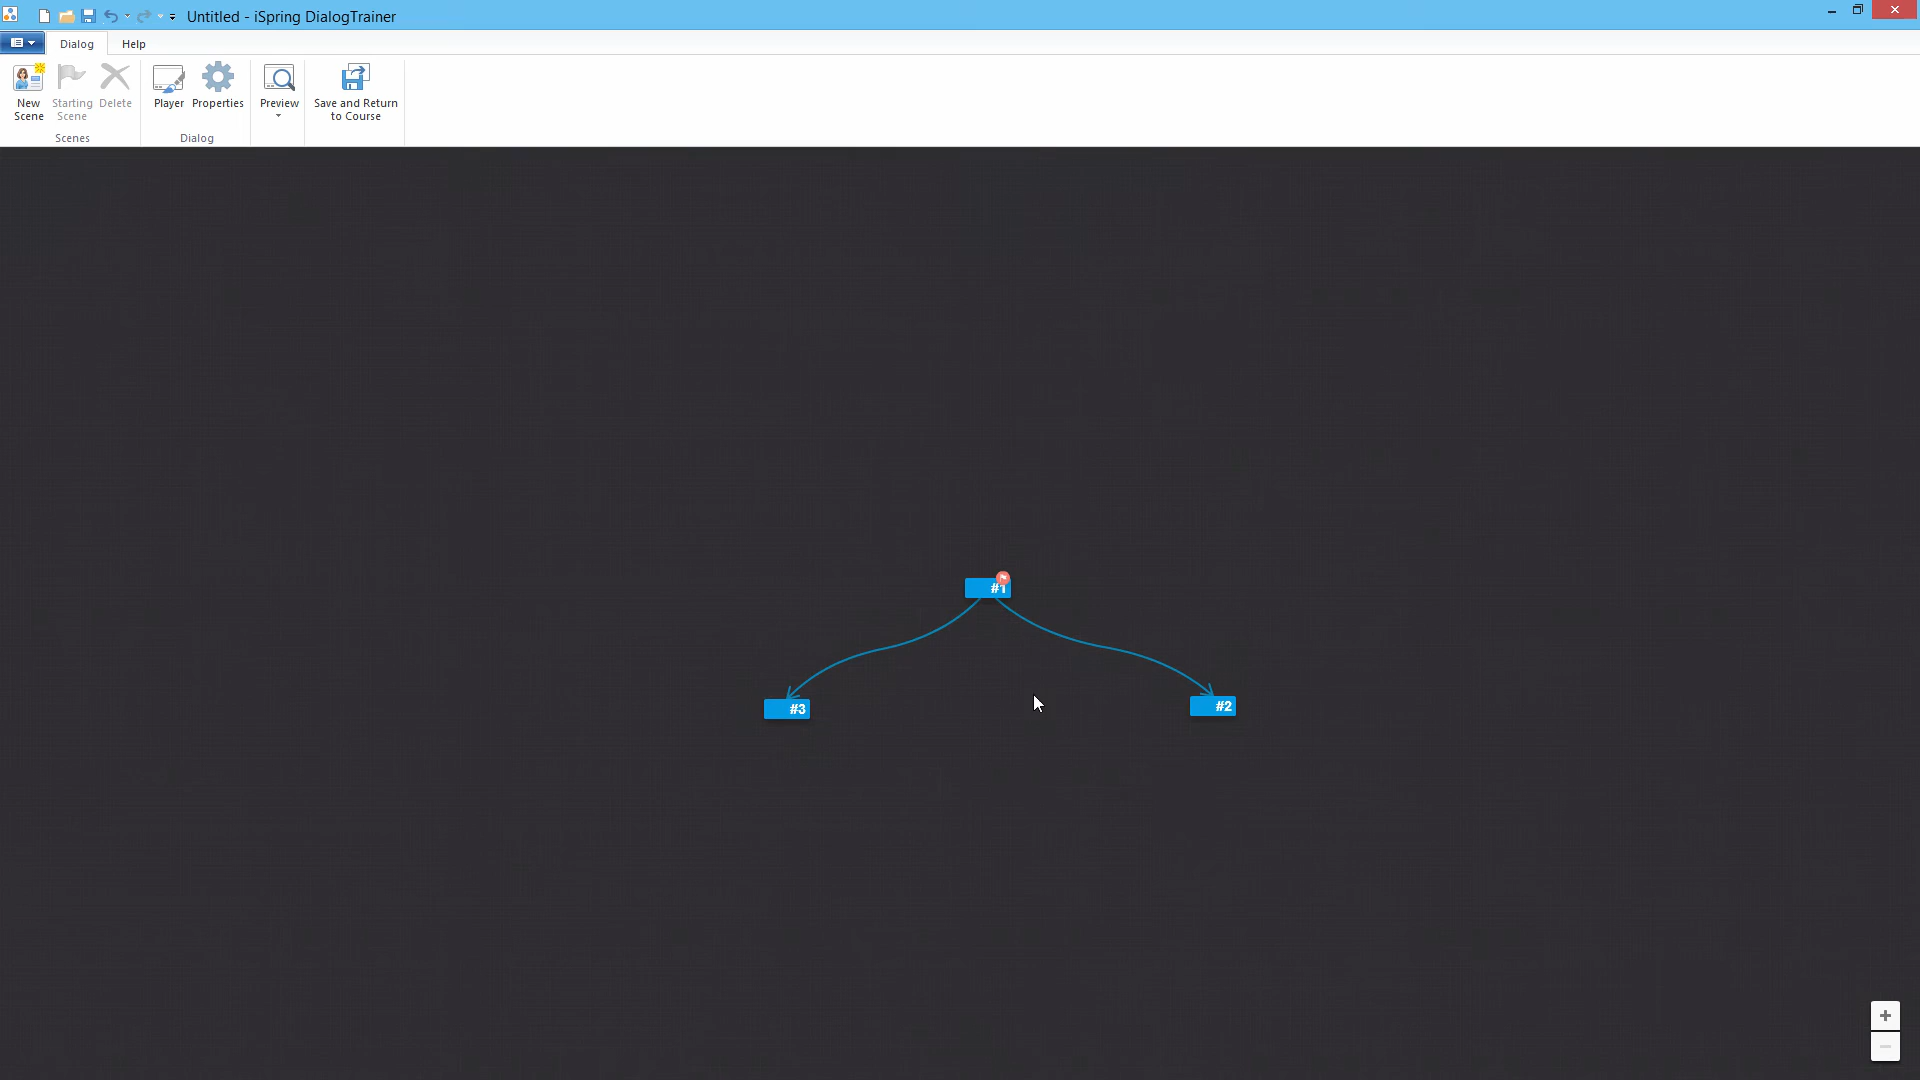 Untitled - iSpring DialogTrainer
Dialog Help
New Scene
Starting Scene
Delete
Player
Properties
Preview
Save and Return to Course
Scenes
Dialog
#1
#3
#2